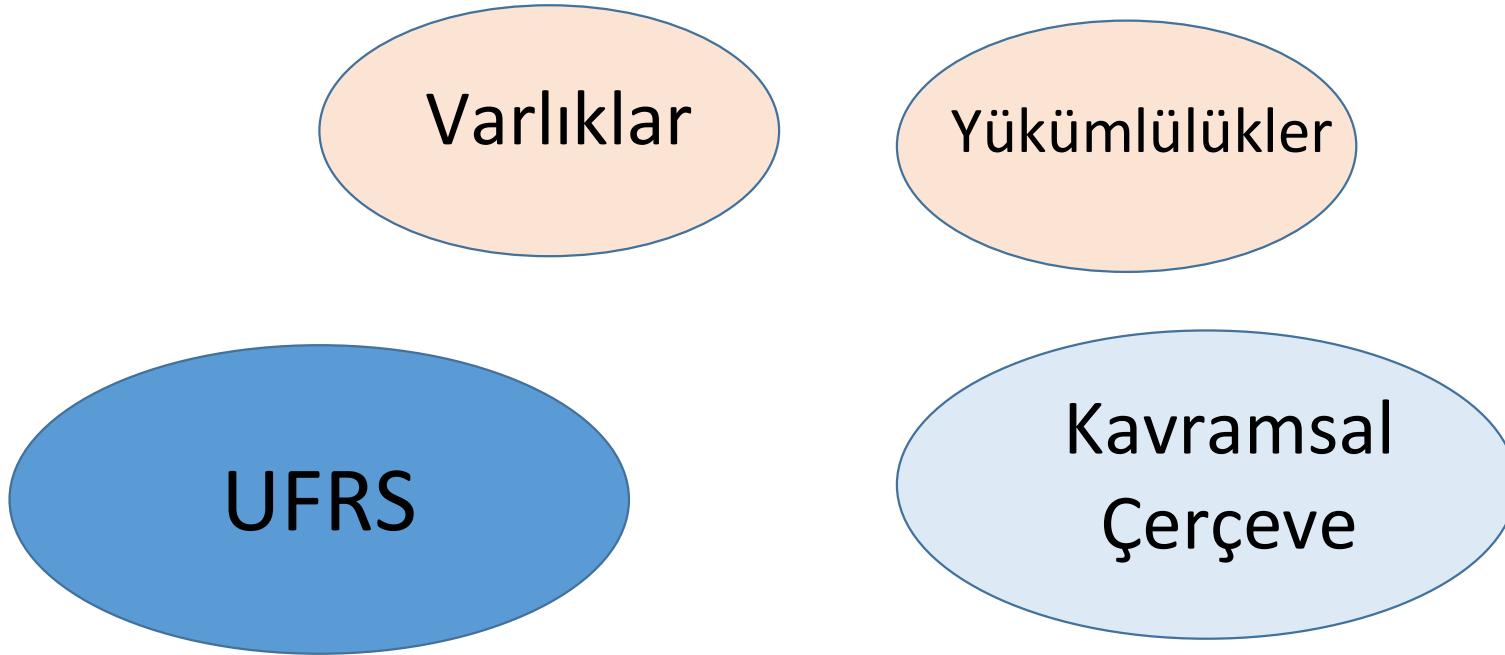 Varlıklar
Yükümlülükler
UFRS
Kavramsal
Çerçeve